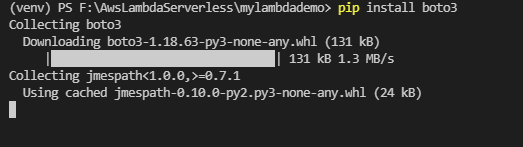 (venv) PS F:\AwsLambdaServerless\mylambdademo> pip install boto3
Collecting boto3
Downloading boto3-1.18.63-py3-none-any.whl (131 kB)
| | 131 kB 1.3 MB/s
Collecting jmespath<1.0.0,>=0.7.1
Using cached jmespath-0.10.0-py2.py3-none-any.whl (24 kB)